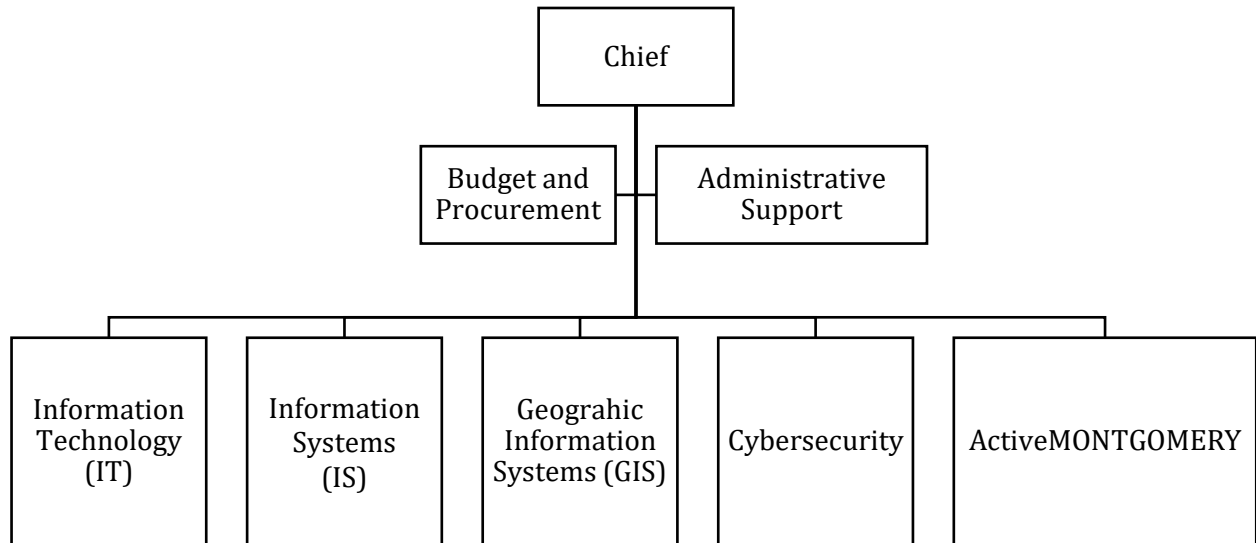 Chief
Budget and
Procurement
Administrative
Support
Information
Technology
(IT)
Information
Systems
(IS)
Geograhic
Information
Systems (GIS)
Cybersecurity
ActiveMONTGOMERY